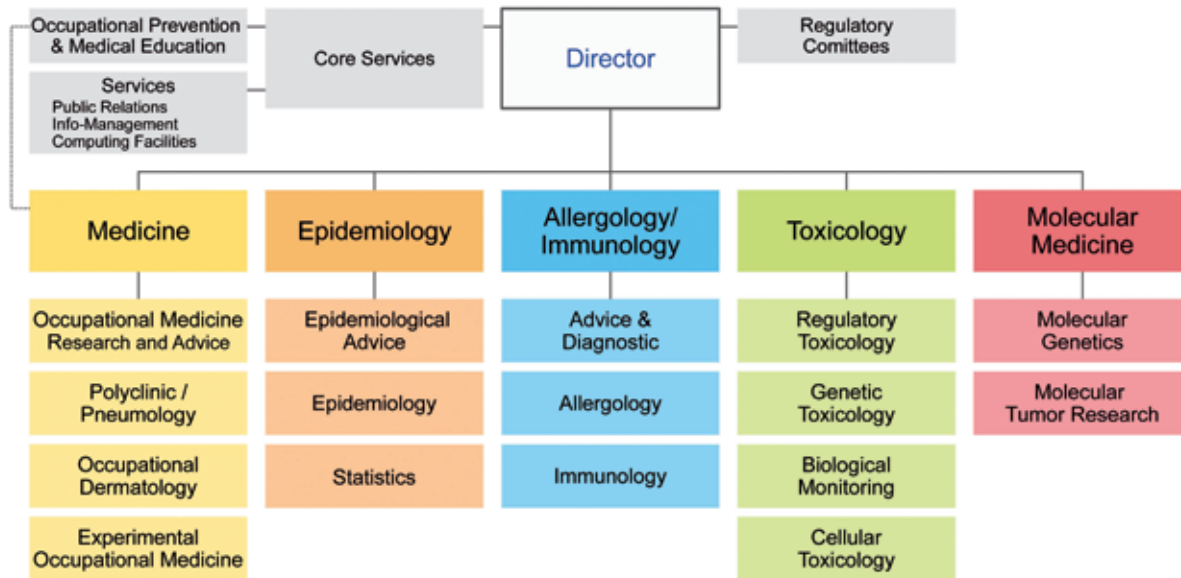 Occupational Prevention
& Medical Education
Services
Public Relations
Info-Management
Computing Facilities
Core Services
Director
Regulatory
Comittees
Medicine
Occupational Medicine
Research and Advice
Polyclinic /
Pneumology
Occupational
Dermatology
Experimental
Occupational Medicine
Epidemiology
Epidemiological
Advice
Epidemiology
Statistics
Allergology/
Immunology
Advice &
Diagnostic
Allergology
Immunology
Toxicology
Regulatory
Toxicology
Genetic
Toxicology
Biological
Monitoring
Cellular
Toxicology
Molecular
Medicine
Molecular
Genetics
Molecular
Tumor Research